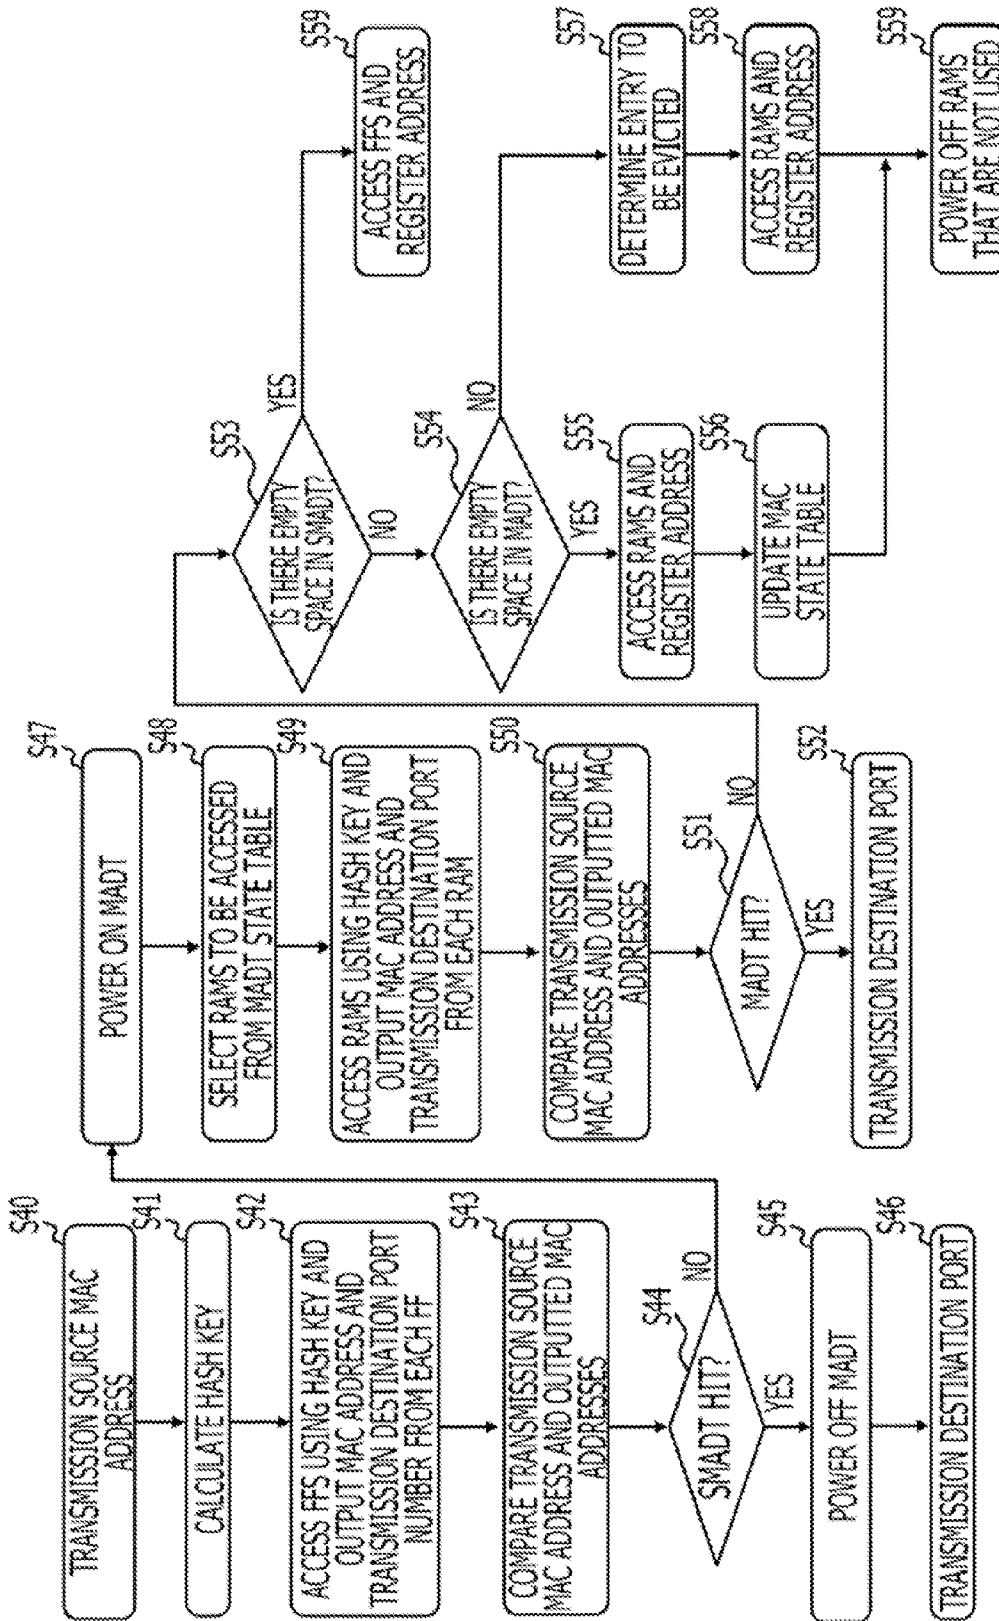 S40
TRANSMISSION SOURCE MAC
ADDRESS
S41
CALCULATE HASH KEY
S42
ACCESS FFS USING HASH KEY AND
OUTPUT MAC ADDRESS AND
TRANSMISSION DESTINATION PORT
NUMBER FROM EACH FF
S43
COMPARE TRANSMISSION SOURCE
MAC ADDRESS AND OUTPUTTED MAC
ADDRESSES
S44
SMADT HIT?
NO
YES
S45
POWER OFF MADT
S46
TRANSMISSION DESTINATION PORT
S47
POWER ON MADT
S48
SELECT RAMS TO BE ACCESSED
FROM MADT STATE TABLE
S49
ACCESS RAMS USING HASH KEY AND
OUTPUT MAC ADDRESS AND
TRANSMISSION DESTINATION PORT
FROM EACH RAM
S50
COMPARE TRANSMISSION SOURCE
MAC ADDRESS AND OUTPUTTED MAC
ADDRESSES
S51
MADT HIT?
NO
YES
S52
TRANSMISSION DESTINATION PORT
S53
IS THERE EMPTY
SPACE IN SMADT?
YES
NO
S59
ACCESS FFS AND
REGISTER ADDRESS
S54
IS THERE EMPTY
SPACE IN MADT?
NO
YES
S55
ACCESS RAMS AND
REGISTER ADDRESS
S56
UPDATE MAC
STATE TABLE
S57
DETERMINE ENTRY TO
BE EVICTED
S58
ACCESS RAMS AND
REGISTER ADDRESS
S59
POWER OFF RAMS
THAT ARE NOT USED